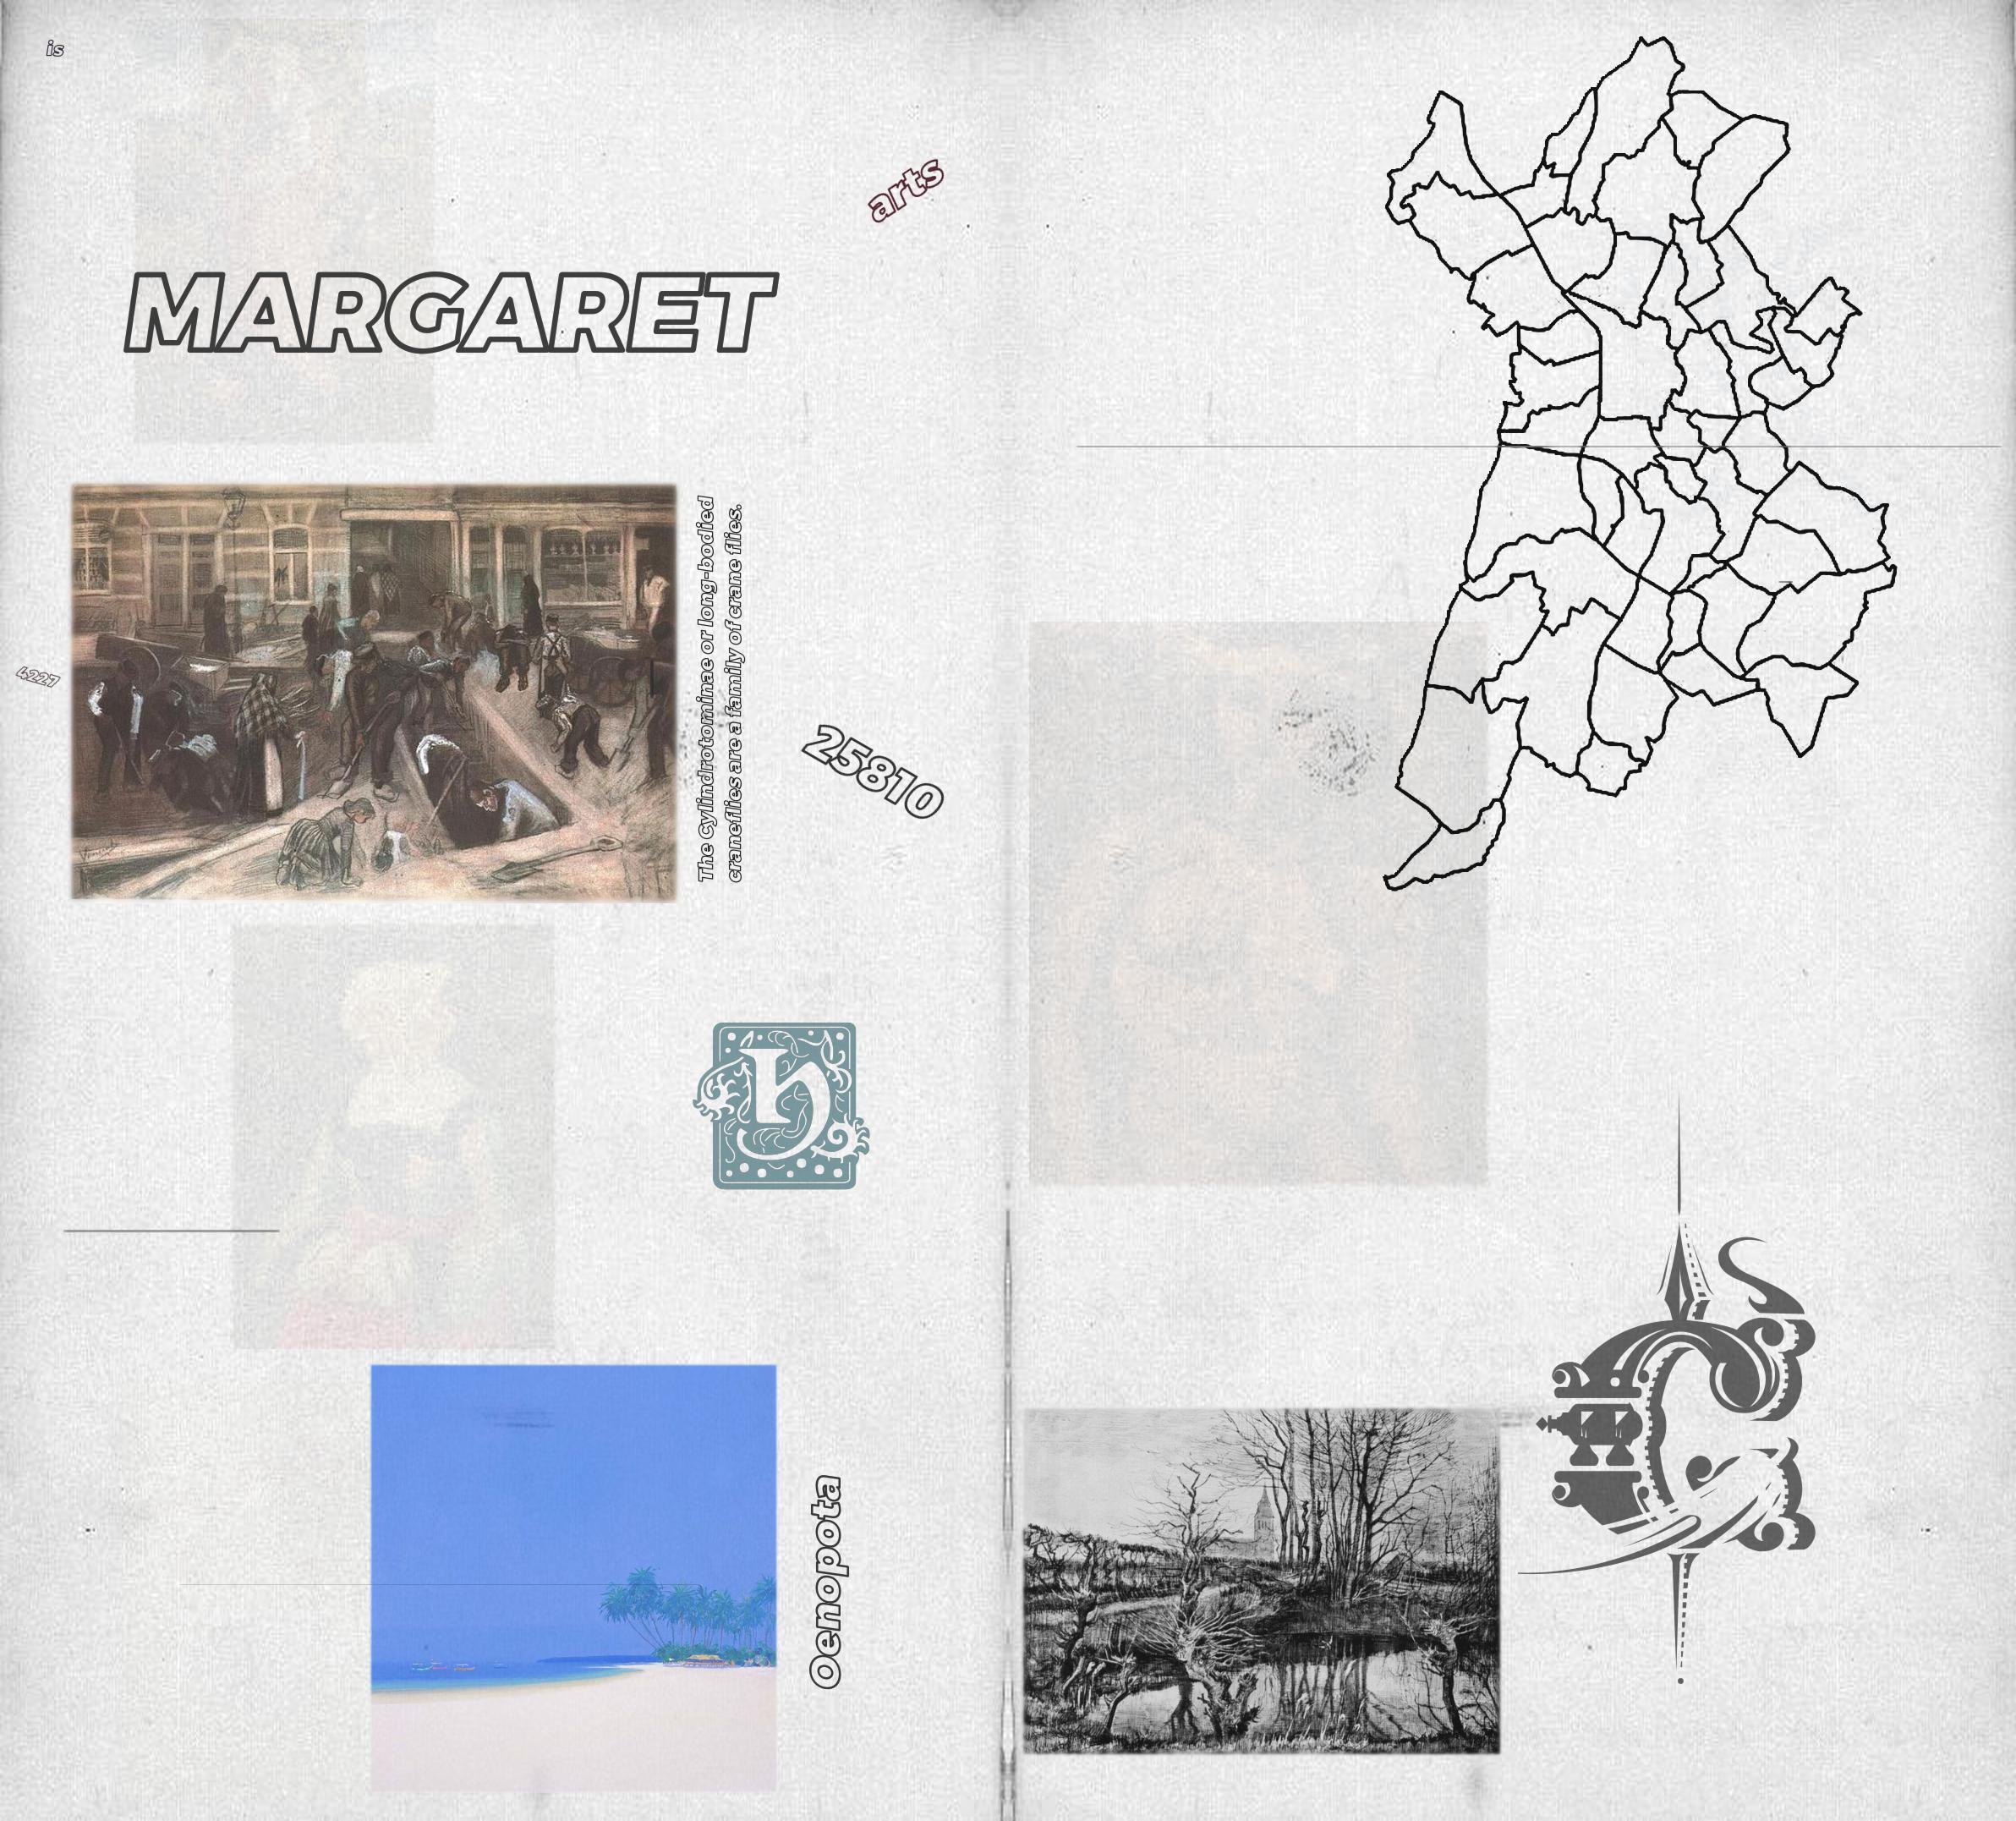 is
arts
MARGARET
The Cylindrotominae or long-bodied
craneflies are a family of crane flies.
4227
25810
h
Oenopota
C